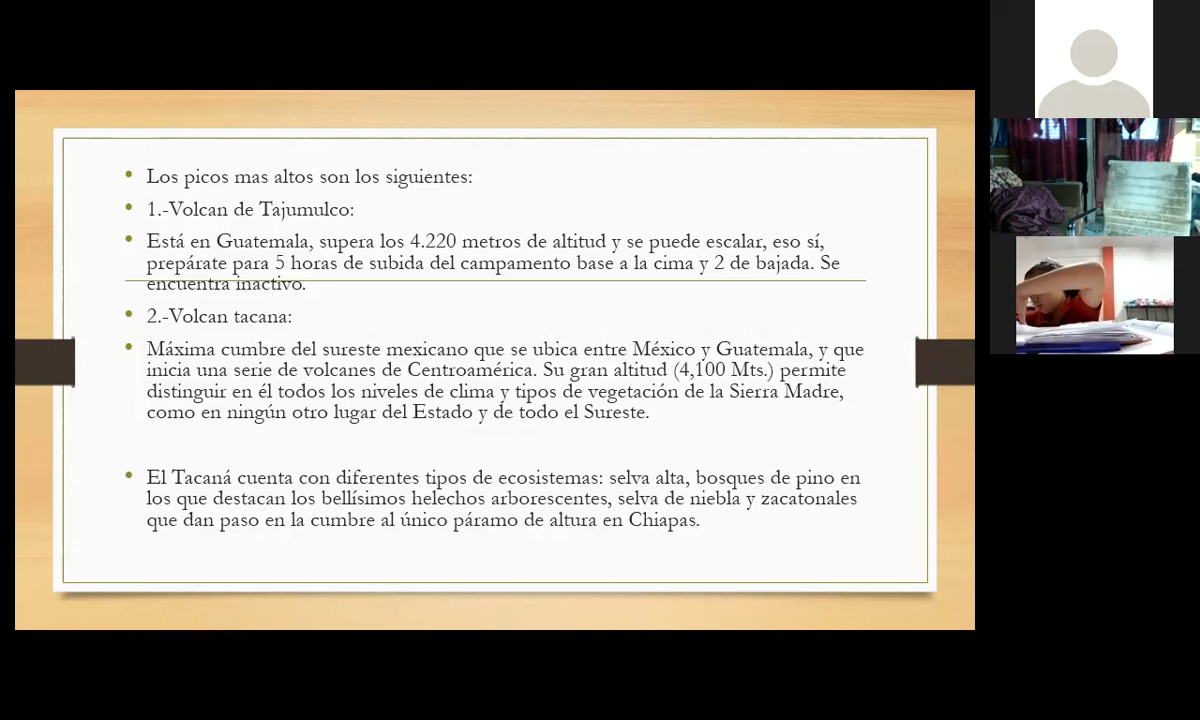 Los picos mas altos son los siguientes:
1.-Volcan de Tajumulco:
Está en Guatemala, supera los 4.220 metros de altitud y se puede escalar, eso sí,
prepárate para 5 horas de subida del campamento base a la cima y 2 de bajada. Se
encuentra inactivo.
2.-Volcan tacana:
Máxima cumbre del sureste mexicano que se ubica entre México y Guatemala, y que
inicia una serie de volcanes de Centroamérica. Su gran altitud (4,100 Mts.) permite
distinguir en él todos los niveles de clima y tipos de vegetación de la Sierra Madre,
como en ningún otro lugar del Estado y de todo el Sureste.
El Tacaná cuenta con diferentes tipos de ecosistemas: selva alta, bosques de pino en
los que destacan los bellísimos helechos arborescentes, selva de niebla y zacatonales
que dan paso en la cumbre al único páramo de altura en Chiapas.